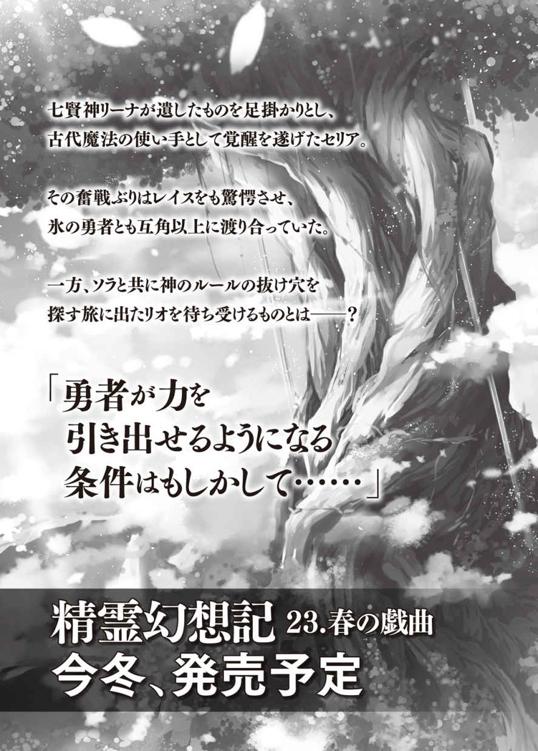 七賢神リーナが遺したものを足掛かりとし、
古代魔法の使い手として覚醒を遂げたセリア。
その奮戦ぶりはレイスをも驚愕させ、
氷の勇者とも互角以上に渡り合っていた。
一方、ソラと共に神のルールの抜け穴を
探す旅に出たリオを待ち受けるものとは――?
「勇者が力を
引き出せるようになる
条件はもしかして……」
精霊幻想記 23.春の戯曲
今冬、発売予定